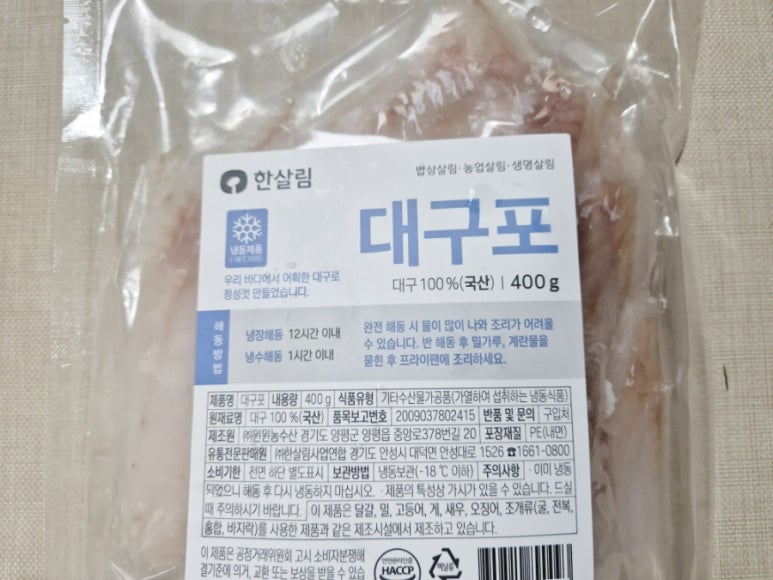 한살림
밥상살림·농업살림·생명살림
냉동제품
(-18℃ 이하)
대구포
우리 바다에서 어획한 대구로
정성껏 만들었습니다.
대구 100%(국산) | 400g
해동방법
냉장해동 12시간 이내
냉수해동 1시간 이내
완전 해동 시 물이 많이 나와 조리가 어려울
수 있습니다. 반 해동 후 밀가루, 계란물을
묻힌 후 프라이팬에 조리하세요.
제품명 대구포 내용량 400g 식품유형 기타수산물가공품(가열하여 섭취하는 냉동식품)
원재료명 대구 100%(국산) 품목보고번호 2009037802415 반품 및 문의 구입처
제조원 ㈜윈윈농수산 경기도 양평군 양평읍 중앙로378번길 20 포장재질 PE(내면)
유통전문판매원 ㈜한살림사업연합 경기도 안성시 대덕면 안성대로 1526 ☎1661-0800
소비기한 전면 하단 별도표시 보관방법 냉동보관(-18℃ 이하) 주의사항 ·이미 냉동
되었으니 해동 후 다시 냉동하지 마십시오. ·제품의 특성상 가시가 있을 수 있습니다. 드실
때 주의하시기 바랍니다. 이 제품은 달걀, 밀, 고등어, 게, 새우, 오징어, 조개류(굴, 전복,
홍합, 바지락)를 사용한 제품과 같은 제조시설에서 제조하고 있습니다.
이 제품은 공정거래위원회 고시 소비자분쟁해
결기준에 의거, 교환 또는 보상을 받을 수 있습
안전관리인증
HACCP
비닐류